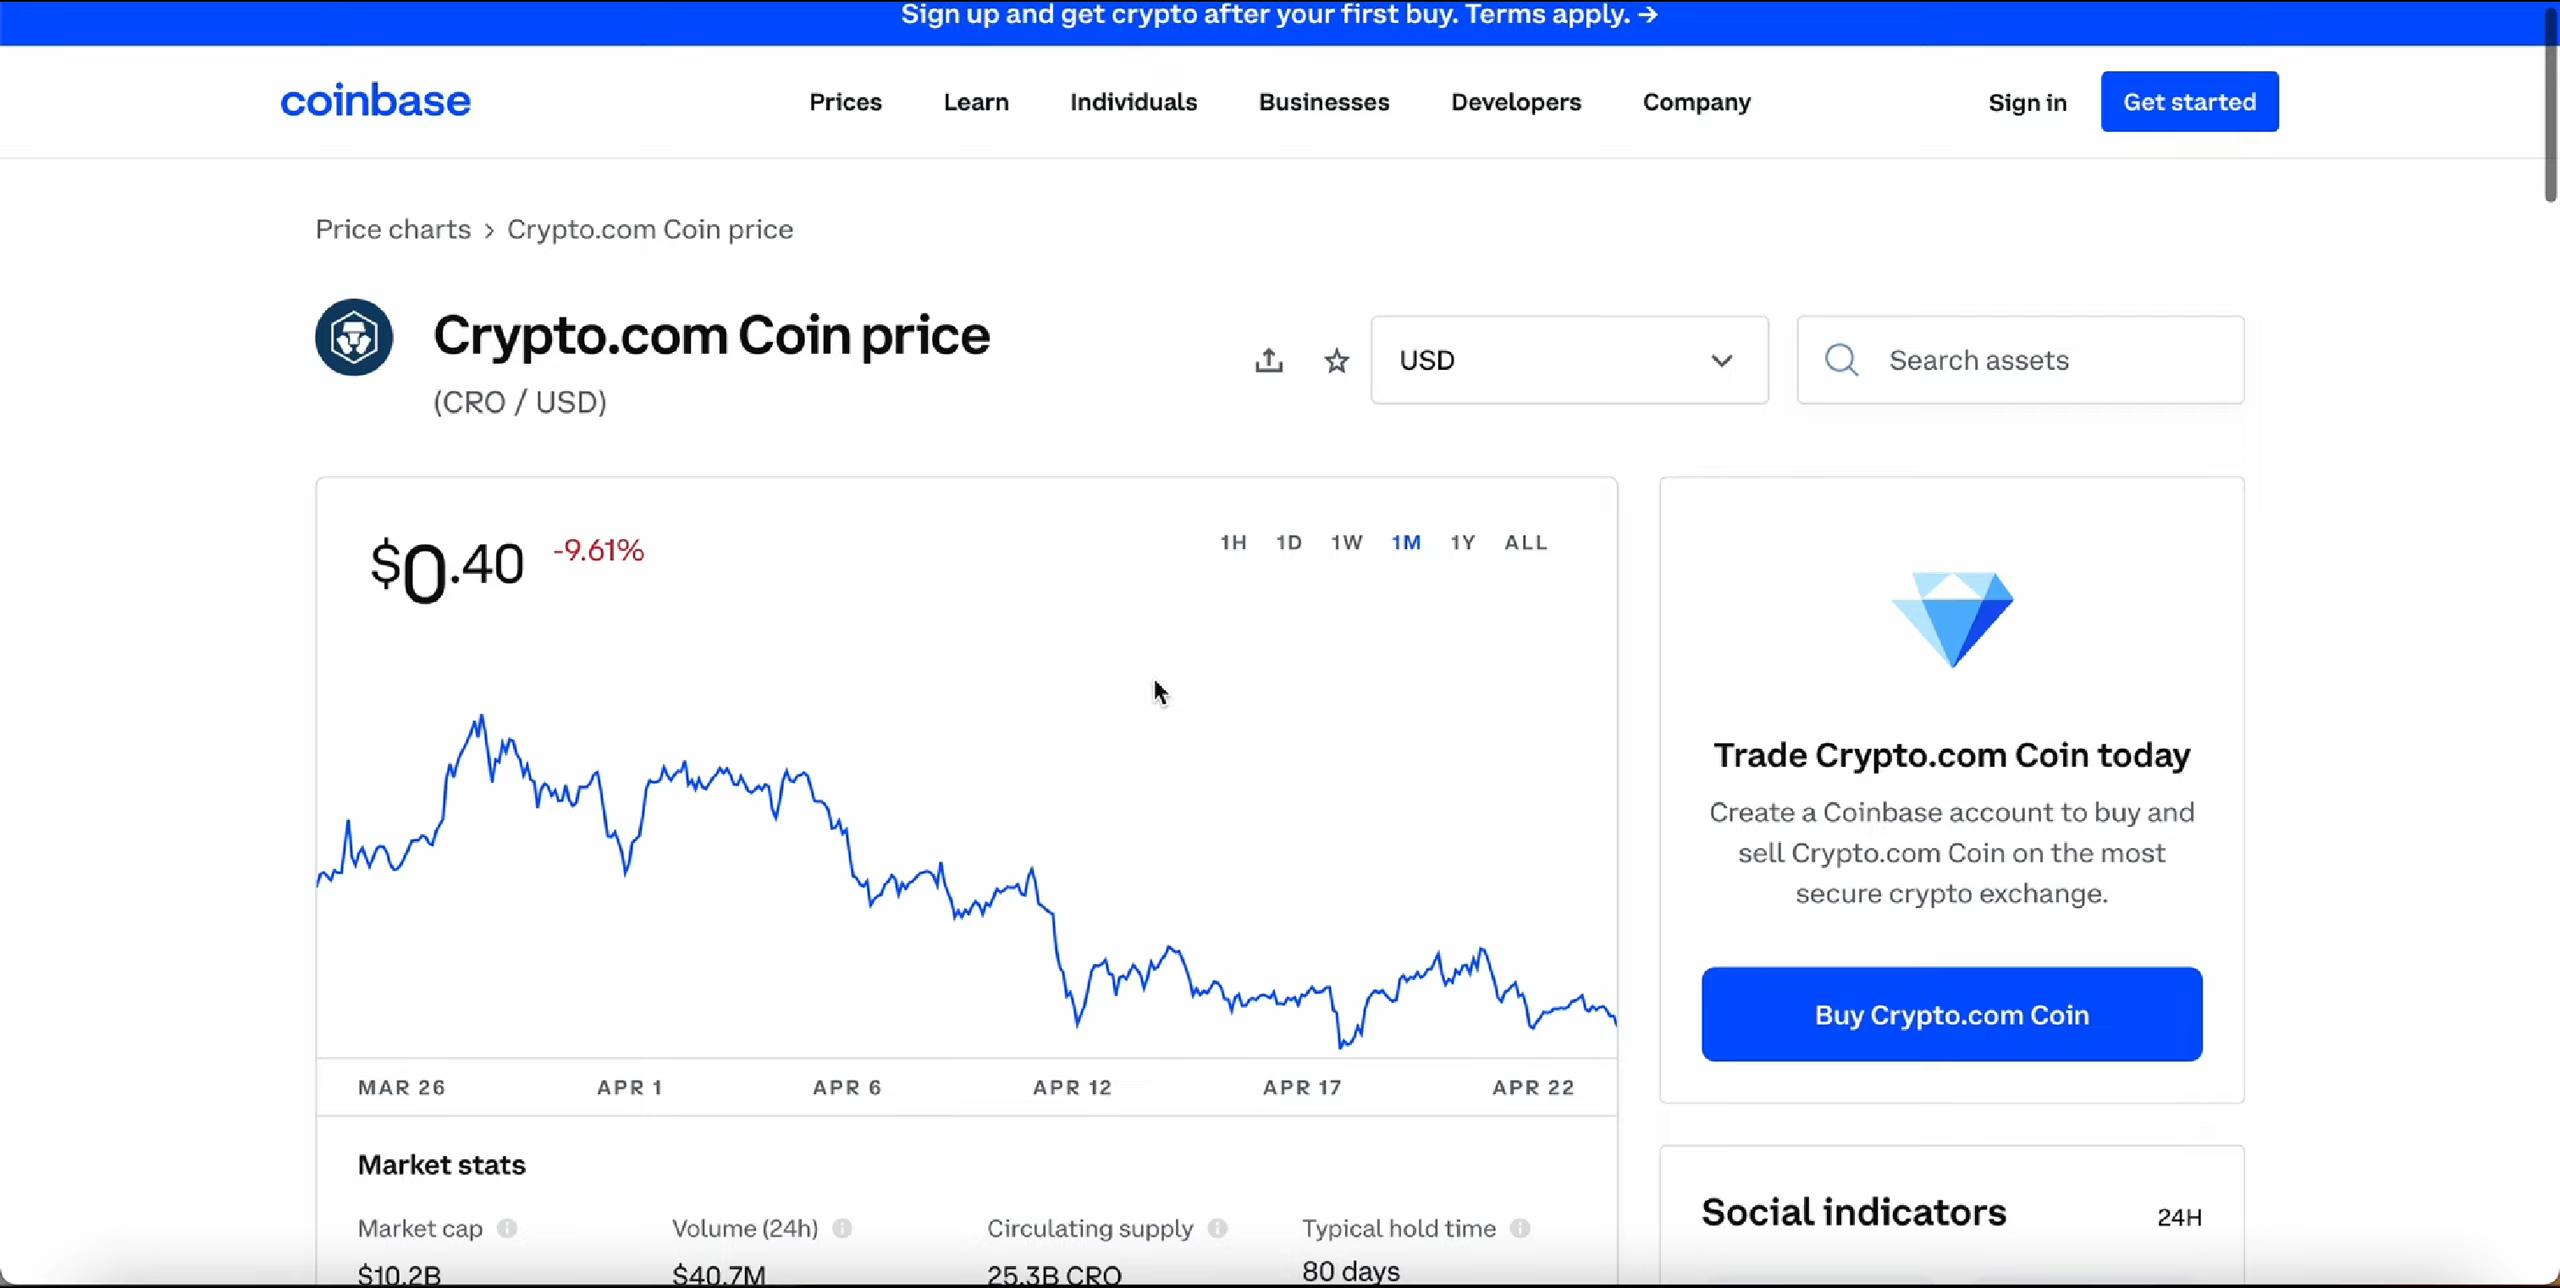 Sign up and get crypto after your first buy. Terms apply. →
coinbase
Prices Learn Individuals Businesses Developers Company
Sign in Get started
Price charts > Crypto.com Coin price
Crypto.com Coin price
(CRO / USD)
USD
Search assets
$0.40 -9.61%
1H 1D 1W 1M 1Y ALL
MAR 26 APR 1 APR 6 APR 12 APR 17 APR 22
Market stats
Market cap Volume (24h) Circulating supply Typical hold time
$10.2B $40.7M 25.3B CRO 80 days
Trade Crypto.com Coin today
Create a Coinbase account to buy and
sell Crypto.com Coin on the most
secure crypto exchange.
Buy Crypto.com Coin
Social indicators 24H